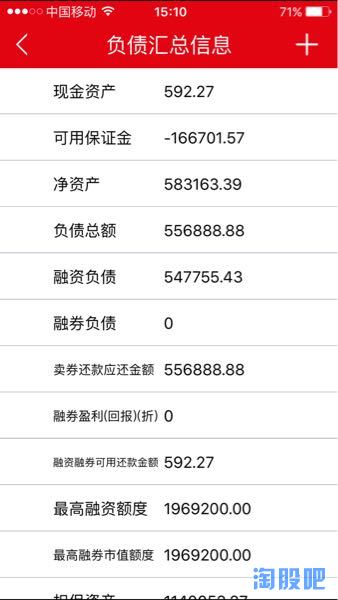 中国移动 15:10 71%
负债汇总信息
现金资产 592.27
可用保证金 -166701.57
净资产 583163.39
负债总额 556888.88
融资负债 547755.43
融券负债 0
卖券还款应还金额 556888.88
融券盈利(回报)(折) 0
融资融券可用还款金额 592.27
最高融资额度 1969200.00
最高融券市值额度 1969200.00
淘股吧